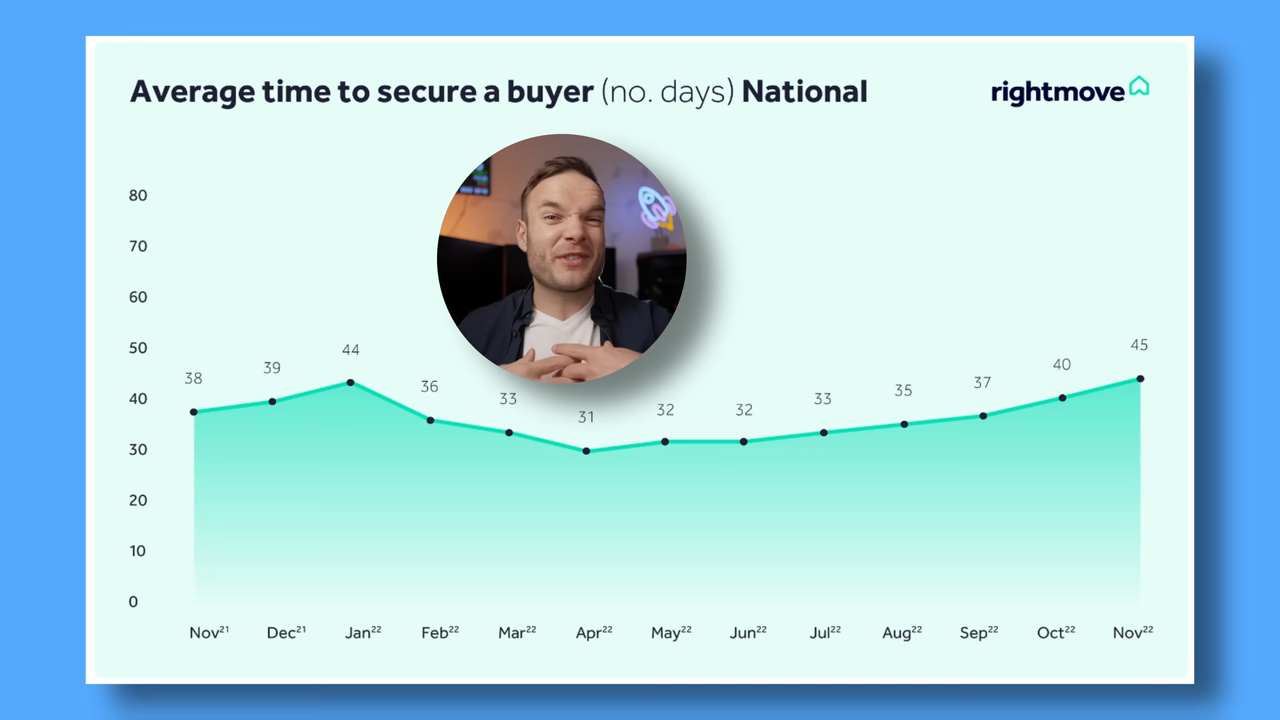 Average time to secure a buyer (no. days) National
rightmove
80
70
60
50
40
30
20
10
0
38
39
44
36
33
31
32
32
33
35
37
40
45
Nov²¹
Dec²¹
Jan²²
Feb²²
Mar²²
Apr²²
May²²
Jun²²
Jul²²
Aug²²
Sep²²
Oct²²
Nov²²